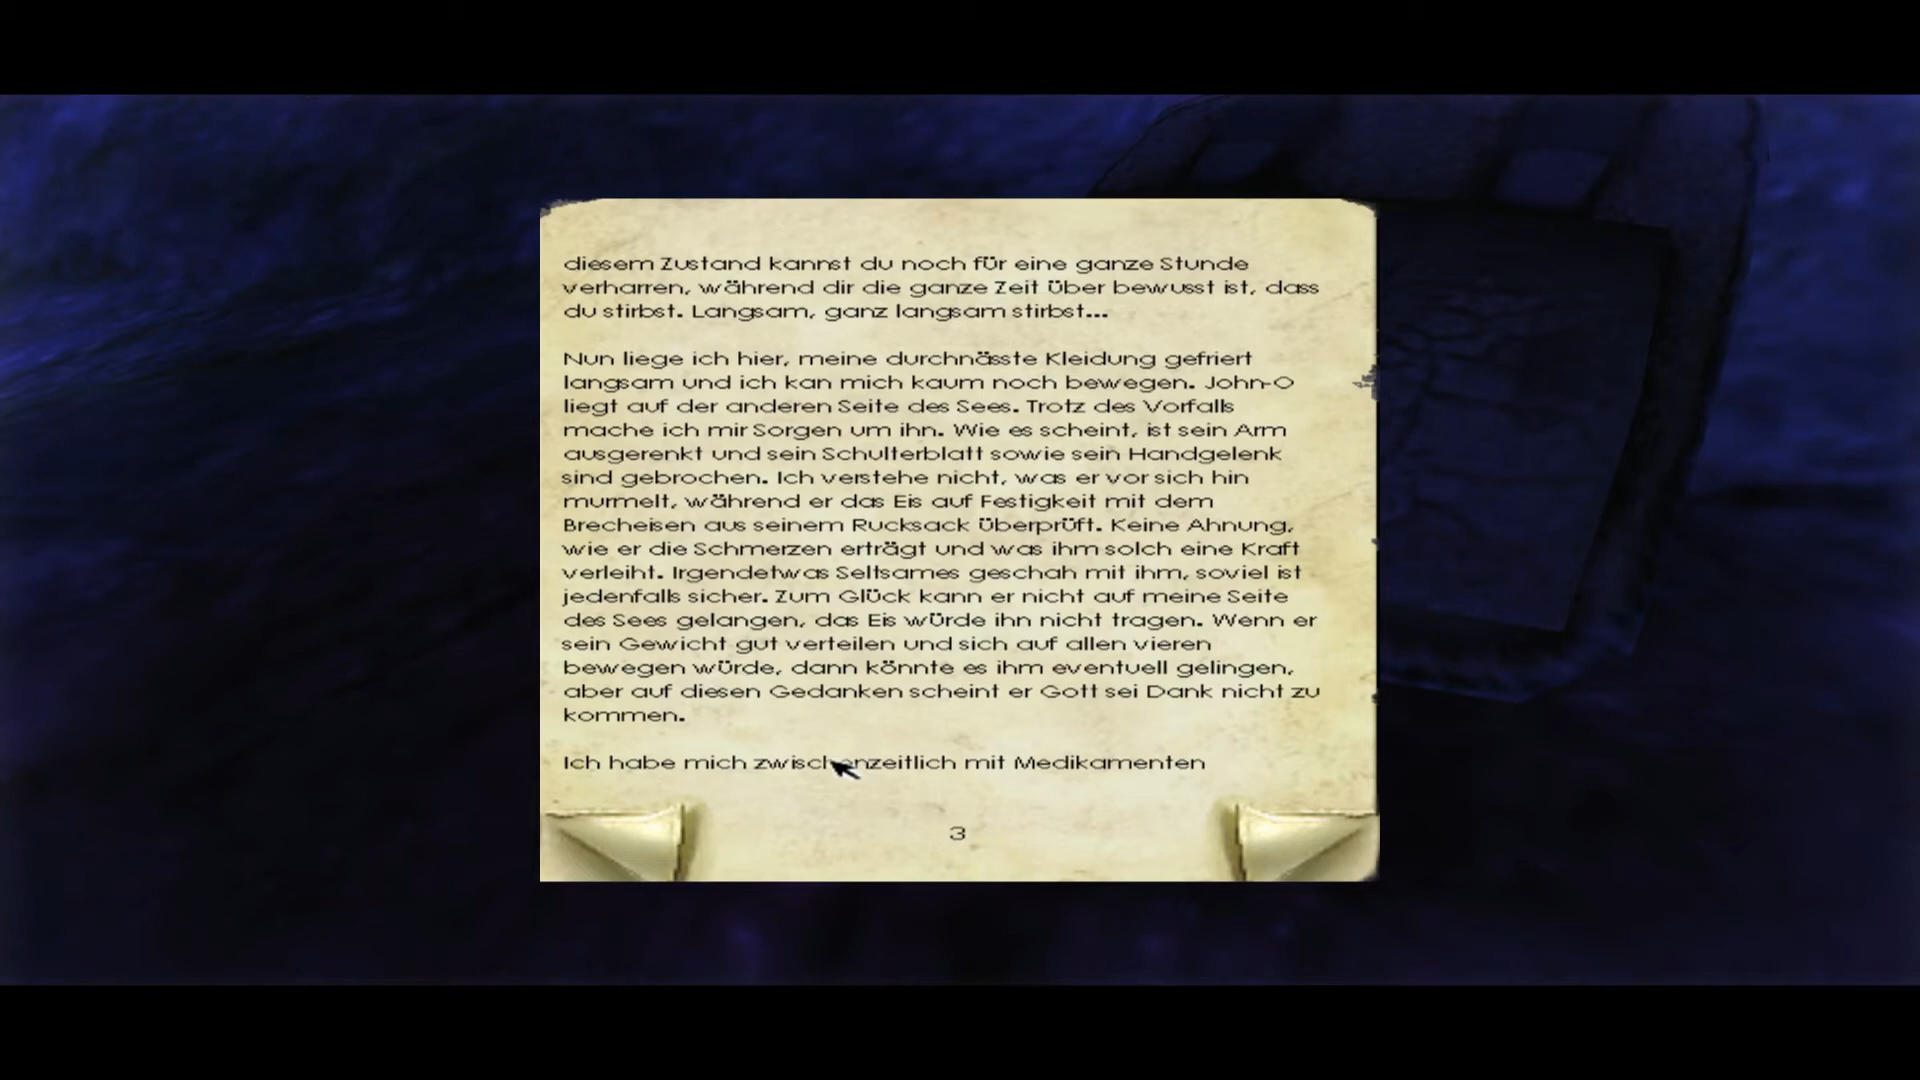 diesem Zustand kannst du noch für eine ganze Stunde
verharren, während dir die ganze Zeit über bewusst ist, dass
du stirbst. Langsam, ganz langsam stirbst...
Nun liege ich hier, meine durchnässte Kleidung gefriert
langsam und ich kan mich kaum noch bewegen. John-O
liegt auf der anderen Seite des Sees. Trotz des Vorfalls
mache ich mir Sorgen um ihn. Wie es scheint, ist sein Arm
ausgerenkt und sein Schulterblatt sowie sein Handgelenk
sind gebrochen. Ich verstehe nicht, was er vor sich hin
murmelt, während er das Eis auf Festigkeit mit dem
Brecheisen aus seinem Rucksack überprüft. Keine Ahnung,
wie er die Schmerzen erträgt und was ihm solch eine Kraft
verleiht. Irgendetwas Seltsames geschah mit ihm, soviel ist
jedenfalls sicher. Zum Glück kann er nicht auf meine Seite
des Sees gelangen, das Eis würde ihn nicht tragen. Wenn er
sein Gewicht gut verteilen und sich auf allen vieren
bewegen würde, dann könnte es ihm eventuell gelingen,
aber auf diesen Gedanken scheint er Gott sei Dank nicht zu
kommen.
Ich habe mich zwischenzeitlich mit Medikamenten
3